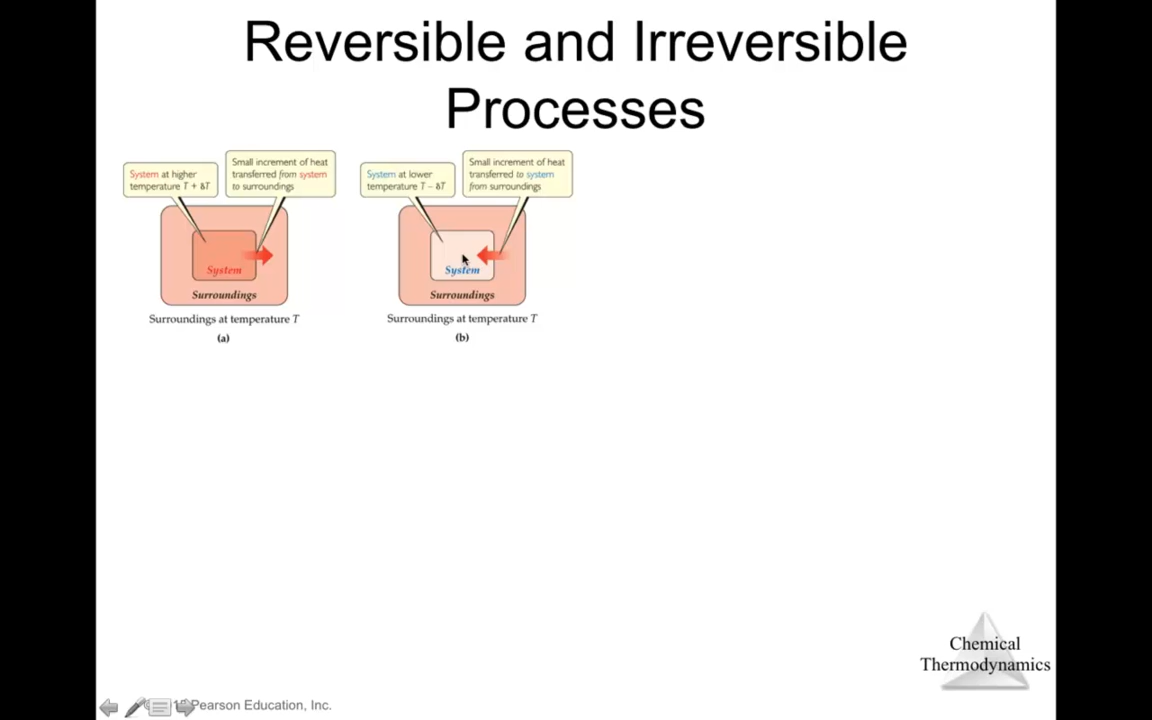 Reversible and Irreversible
Processes
System at higher
temperature T + δT
Small increment of heat
transferred from system
to surroundings
System
Surroundings
Surroundings at temperature T
(a)
System at lower
temperature T − δT
Small increment of heat
transferred to system
from surroundings
System
Surroundings
Surroundings at temperature T
(b)
Chemical
Thermodynamics
Pearson Education, Inc.